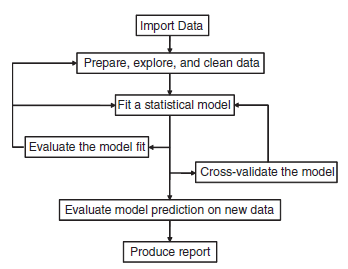 Import Data
Prepare, explore, and clean data
Fit a statistical model
Evaluate the model fit
Cross-validate the model
Evaluate model prediction on new data
Produce report